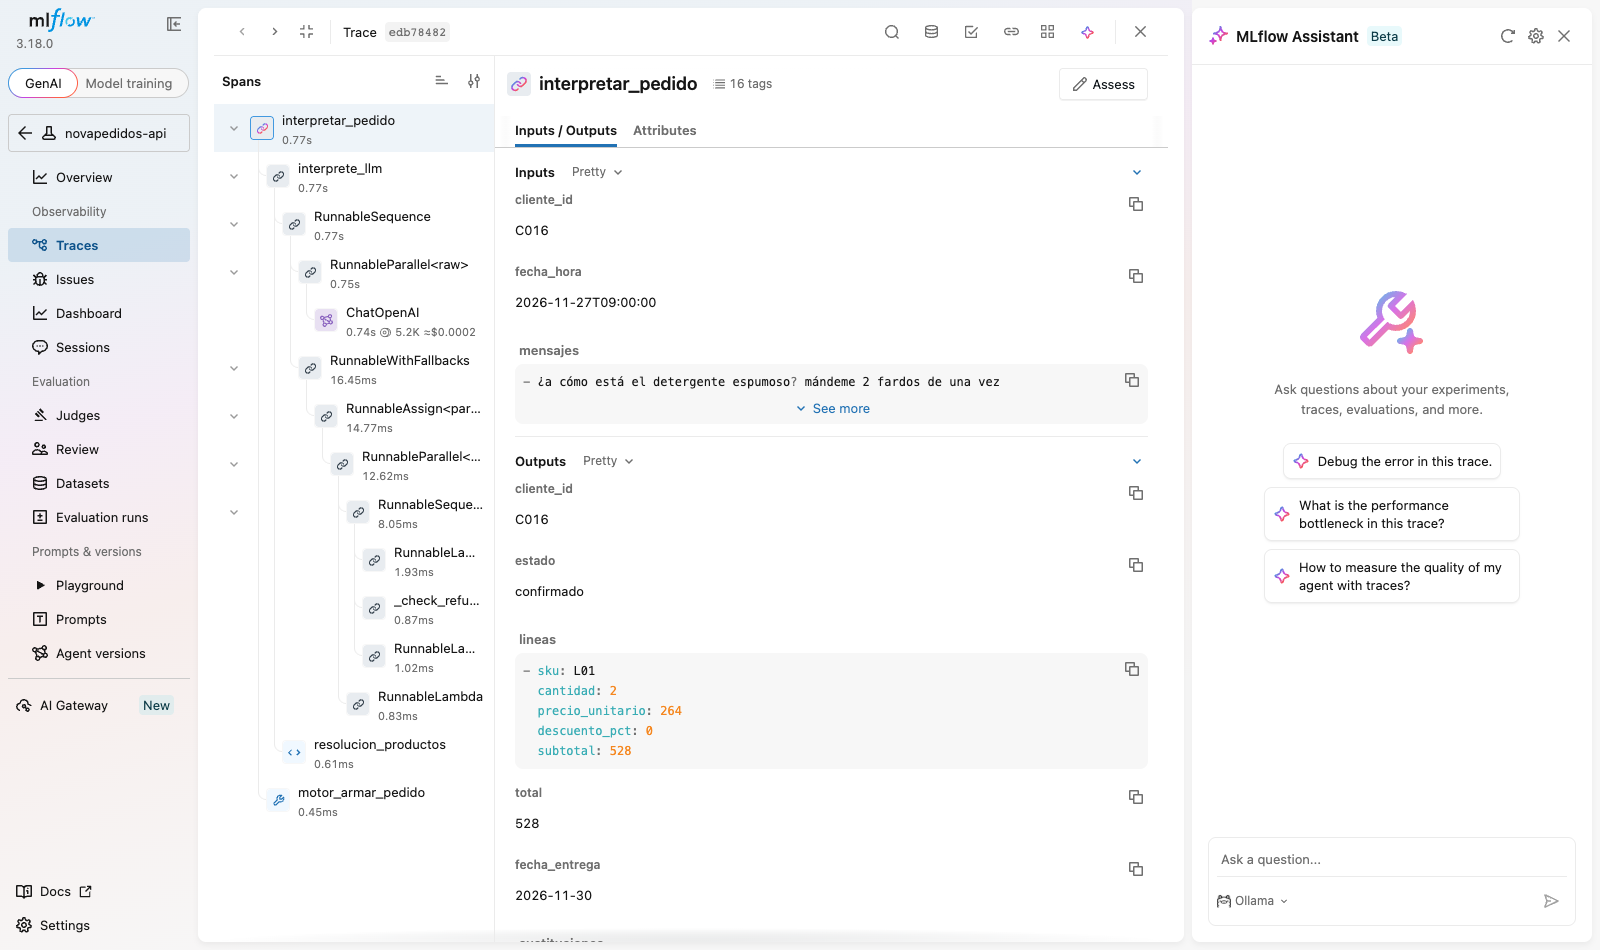 mlflow
3.18.0
GenAI
Model training
novapedidos-api
Overview
Observability
Traces
Issues
Dashboard
Sessions
Evaluation
Judges
Review
Datasets
Evaluation runs
Prompts & versions
Playground
Prompts
Agent versions
AI Gateway
New
Docs
Settings
Trace edb78482
Spans
interpretar_pedido
0.77s
interprete_llm
0.77s
RunnableSequence
0.77s
RunnableParallel<raw>
0.75s
ChatOpenAI
0.74s 5.2K ≈$0.0002
RunnableWithFallbacks
16.45ms
RunnableAssign<par...
14.77ms
RunnableParallel<...
12.62ms
RunnableSeque...
8.05ms
RunnableLa...
1.93ms
_check_refu...
0.87ms
RunnableLa...
1.02ms
RunnableLambda
0.83ms
resolucion_productos
0.61ms
motor_armar_pedido
0.45ms
interpretar_pedido
16 tags
Assess
Inputs / Outputs
Attributes
Inputs
Pretty
cliente_id
C016
fecha_hora
2026-11-27T09:00:00
mensajes
– ¿a cómo está el detergente espumoso? mándeme 2 fardos de una vez
See more
Outputs
Pretty
cliente_id
C016
estado
confirmado
lineas
– sku: L01
cantidad: 2
precio_unitario: 264
descuento_pct: 0
subtotal: 528
total
528
fecha_entrega
2026-11-30
MLflow Assistant
Beta
Ask questions about your experiments,
traces, evaluations, and more.
Debug the error in this trace.
What is the performance
bottleneck in this trace?
How to measure the quality of my
agent with traces?
Ask a question...
Ollama